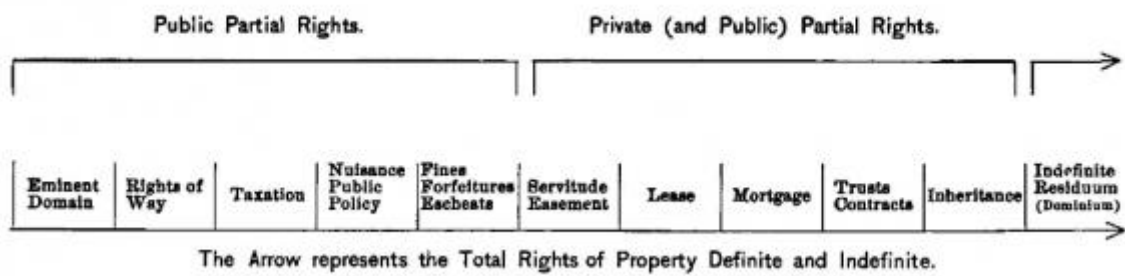 Public Partial Rights.
Private (and Public) Partial Rights.
Eminent
Domain
Rights of
Way
Taxation
Nuisance
Public
Policy
Fines
Forfeitures
Escheats
Servitude
Easement
Lease
Mortgage
Trusts
Contracts
Inheritance
Indefinite
Residuum
(Dominium)
The Arrow represents the Total Rights of Property Definite and Indefinite.